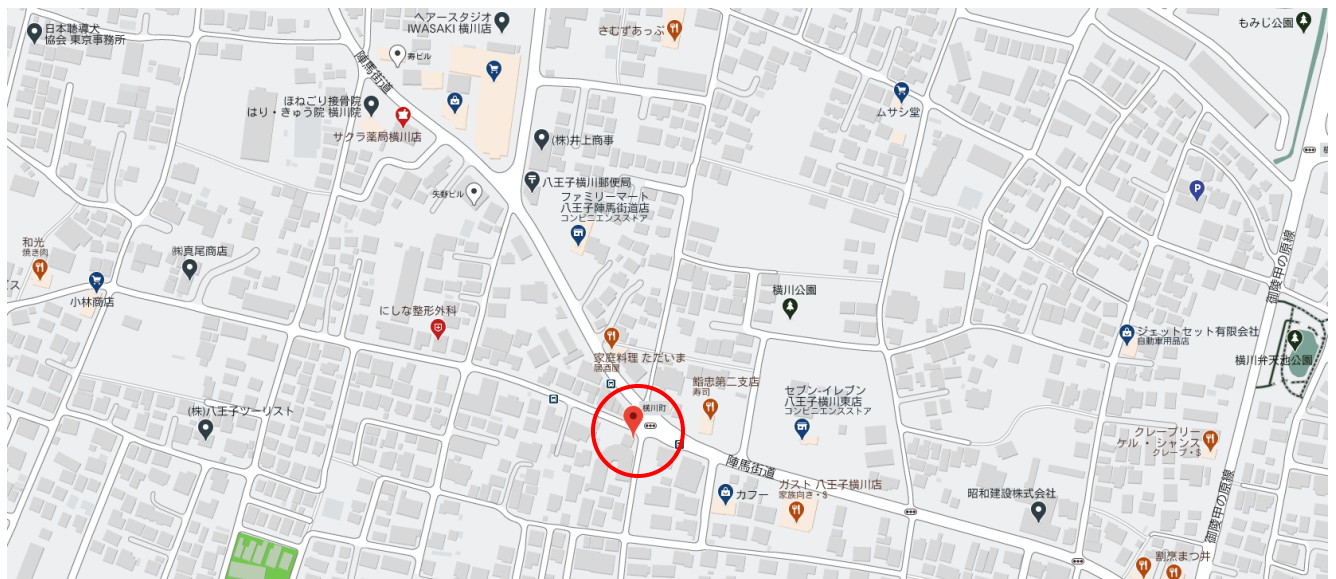 日本聴導犬
協会 東京事務所
ヘアースタジオ
IWASAKI 横川店
寿ビル
陣馬街道
さむずあっぷ
もみじ公園
ほねごり接骨院
はり・きゅう院 横川院
サクラ薬局横川店
ムサシ堂
(株)井上商事
矢野ビル
八王子横川郵便局
ファミリーマート
八王子陣馬街道店
コンビニエンスストア
P
和光
焼き肉
㈱真尾商店
小林商店
にしな整形外科
横川公園
御陵甲の原線
ジェットセット有限会社
自動車用品店
横川弁天池公園
家庭料理 ただいま
居酒屋
鮨忠第二支店
寿司
セブン-イレブン
八王子横川東店
コンビニエンスストア
横川町
(株)八王子ツーリスト
クレープリー
ケル ・ シャンス
クレープ・$
陣馬街道
カフー
ガスト 八王子横川店
家族向き・$
昭和建設株式会社
御陵甲の原線
割烹まつ井